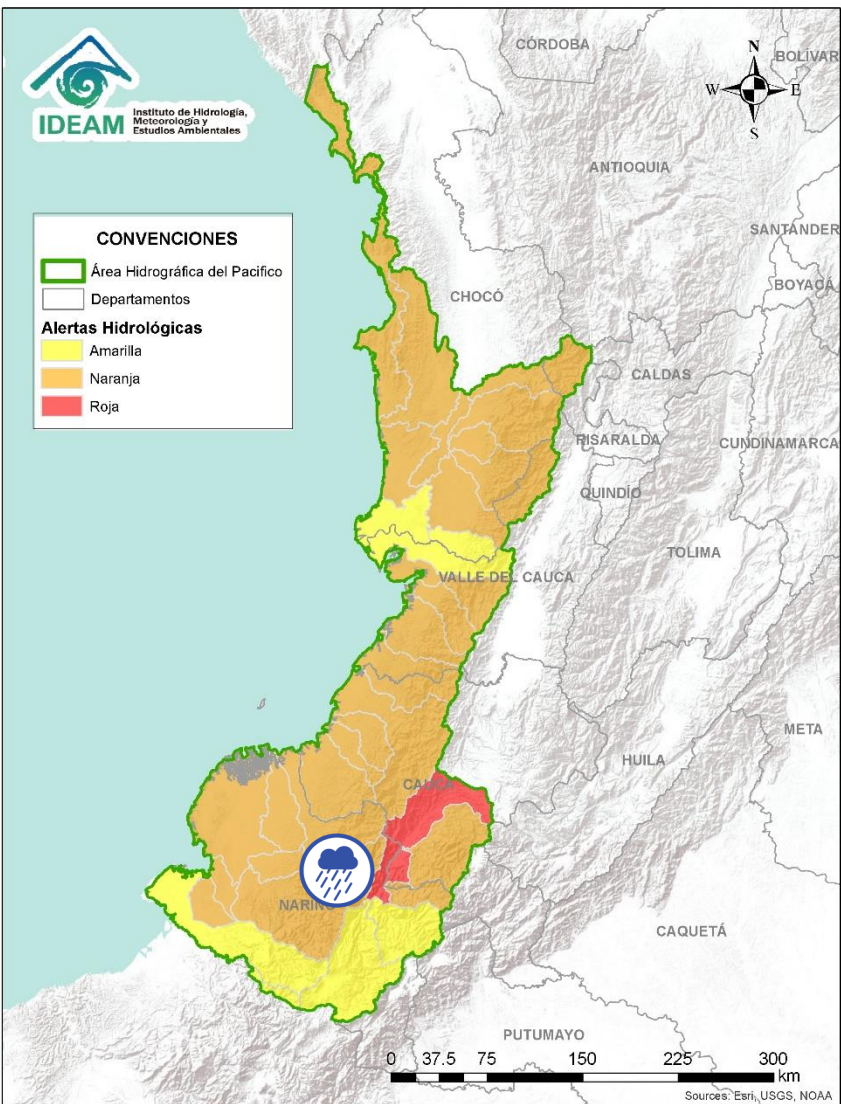 IDEAM
Instituto de Hidrología,
Meteorología y
Estudios Ambientales
CÓRDOBA
N
BOLÍVAR
W
E
S
ANTIOQUIA
CONVENCIONES
Área Hidrográfica del Pacifico
Departamentos
Alertas Hidrológicas
Amarilla
Naranja
Roja
SANTANDER
BOYACÁ
CHOCÓ
CALDAS
RISARALDA
CUNDINAMARCA
QUINDÍO
TOLIMA
VALLE DEL CAUCA
META
HUILA
CAUCA
NARIÑO
CAQUETÁ
PUTUMAYO
0 37.5 75 150 225 300
km
Sources: Esri, USGS, NOAA